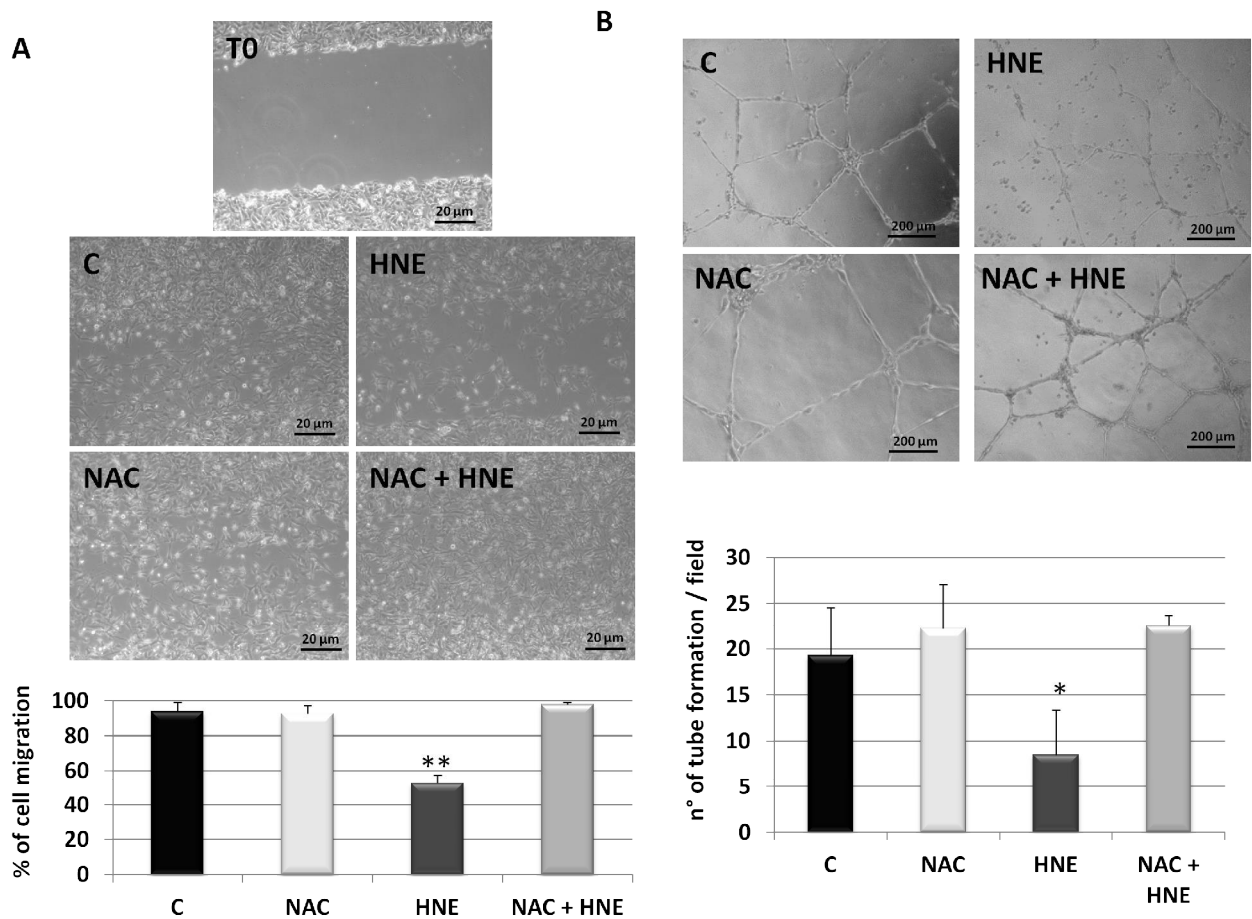 A
T0
20 µm
C
20 µm
HNE
20 µm
NAC
20 µm
NAC + HNE
20 µm
% of cell migration
100
80
60
40
20
0
**
C
NAC
HNE
NAC + HNE
B
C
200 µm
HNE
200 µm
NAC
200 µm
NAC + HNE
200 µm
n° of tube formation / field
30
25
20
15
10
5
0
*
C
NAC
HNE
NAC +
HNE